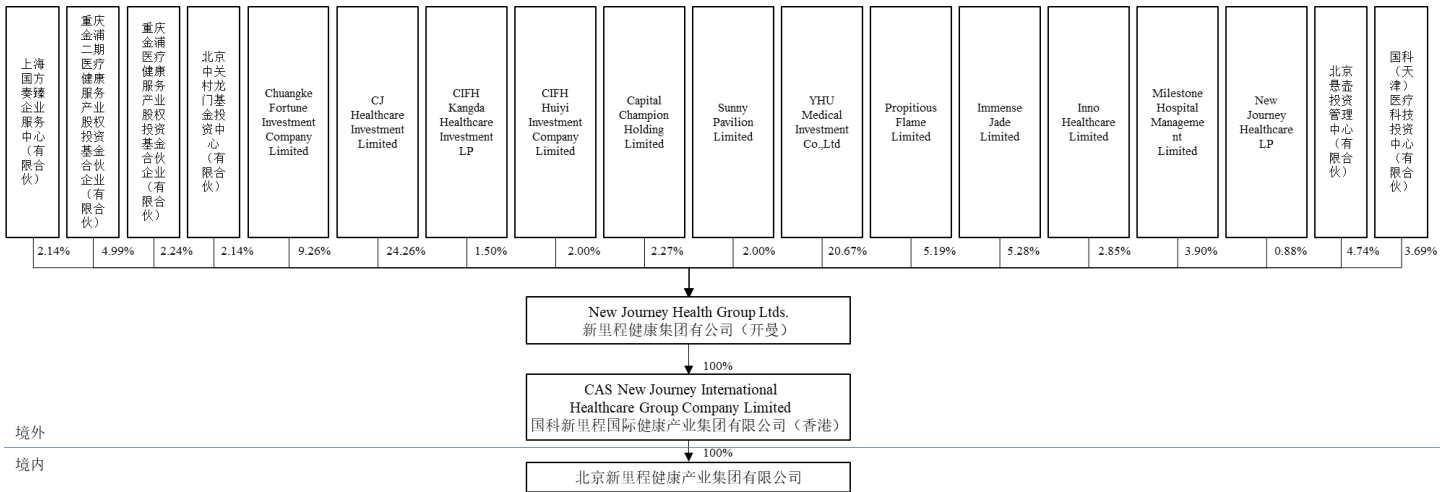 上海
国方
奏臻
企业
服务
中心
（有
限合
伙）
重庆
金浦
二期
医疗
健康
服务
产业
股权
投资
基金
合伙
企业
（有
限合
伙）
重庆
金浦
医疗
健康
服务
产业
股权
投资
基金
合伙
企业
（有
限合
伙）
北京
中关
村龙
门基
金投
资中
心
（有
限合
伙）
Chuangke
Fortune
Investment
Company
Limited
CJ
Healthcare
Investment
Limited
CIFH
Kangda
Healthcare
Investment
LP
CIFH
Huiyi
Investment
Company
Limited
Capital
Champion
Holding
Limited
Sunny
Pavilion
Limited
YHU
Medical
Investment
Co.,Ltd
Propitious
Flame
Limited
Immense
Jade
Limited
Inno
Healthcare
Limited
Milestone
Hospital
Manageme
nt
Limited
New
Journey
Healthcare
LP
北京
悬壶
投资
管理
中心
（有
限合
伙）
国科
（天
津）
医疗
科技
投资
中心
（有
限合
伙）
2.14%
4.99%
2.24%
2.14%
9.26%
24.26%
1.50%
2.00%
2.27%
2.00%
20.67%
5.19%
5.28%
2.85%
3.90%
0.88%
4.74%
3.69%
New Journey Health Group Ltds.
新里程健康集团有公司（开曼）
100%
CAS New Journey International
Healthcare Group Company Limited
国科新里程国际健康产业集团有限公司（香港）
境外
100%
境内
北京新里程健康产业集团有限公司